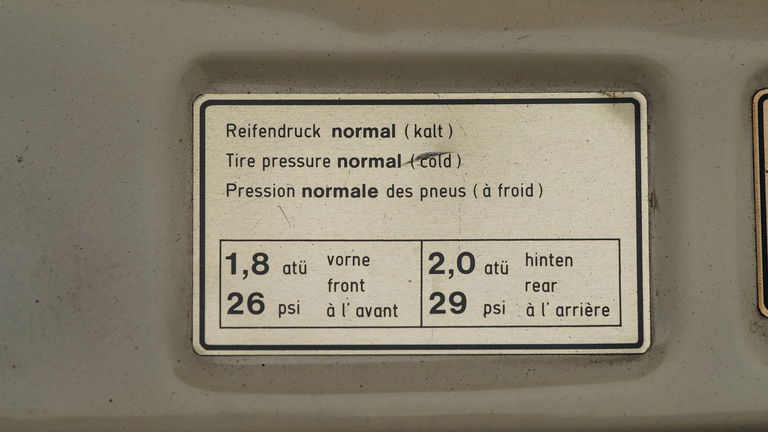 Reifendruck normal (kalt)
Tire pressure normal (cold)
Pression normale des pneus (à froid)
1,8 atü vorne
front
26 psi à l'avant
2,0 atü hinten
rear
29 psi à l'arrière